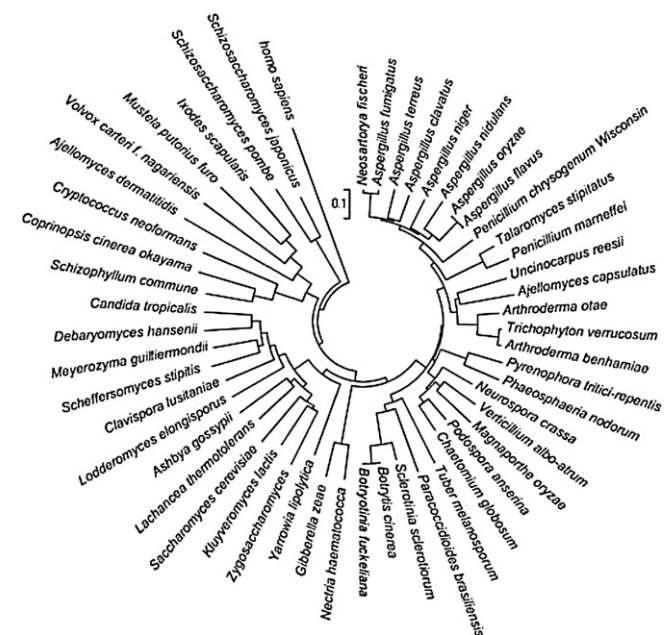 homo sapiens
Schizosaccharomyces japonicus
Schizosaccharomyces pombe
Ixodes scapularis
Mustela putorius furo
Volvox carteri f. nagariensis
Ajellomyces dermatitidis
Cryptococcus neoformans
Coprinopsis cinerea okayama
Schizophyllum commune
Candida tropicalis
Debaryomyces hansenii
Meyerozyma guilliermondii
Scheffersomyces stipitis
Clavispora lusitaniae
Lodderomyces elongisporus
Ashbya gossypii
Lachancea thermotolerans
Saccharomyces cerevisiae
Kluyveromyces lactis
Zygosaccharomyces
Yarrowia lipolytica
Gibberella zeae
Nectria haematococca
Botryotinia fuckeliana
Botrytis cinerea
Sclerotinia sclerotiorum
Paracoccidioides brasiliensis
Tuber melanosporum
Chaetomium globosum
Podospora anserina
Magnaporthe oryzae
Verticillium albo-atrum
Neurospora crassa
Phaeosphaeria nodorum
Pyrenophora tritici-repentis
Arthroderma benhamiae
Trichophyton verrucosum
Arthroderma otae
Ajellomyces capsulatus
Uncinocarpus reesii
Penicillium marneffei
Talaromyces stipitatus
Penicillium chrysogenum Wisconsin
Aspergillus flavus
Aspergillus oryzae
Aspergillus nidulans
Aspergillus niger
Aspergillus clavatus
Aspergillus terreus
Aspergillus fumigatus
Neosartorya fischeri
0.1